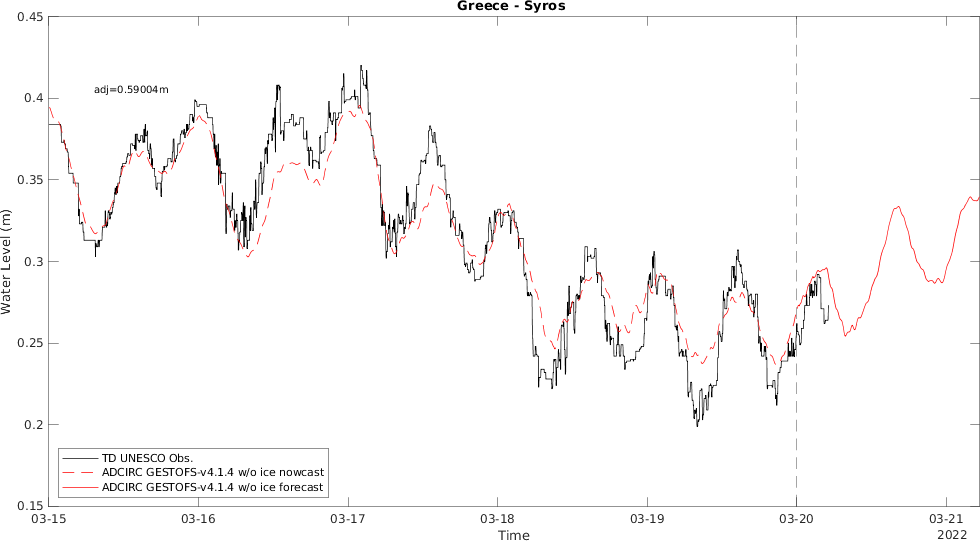 Greece - Syros
adj=0.59004m
Water Level (m)
0.45
0.4
0.35
0.3
0.25
0.2
0.15
TD UNESCO Obs.
ADCIRC GESTOFS-v4.1.4 w/o ice nowcast
ADCIRC GESTOFS-v4.1.4 w/o ice forecast
03-15 03-16 03-17 03-18 03-19 03-20 03-21
2022
Time